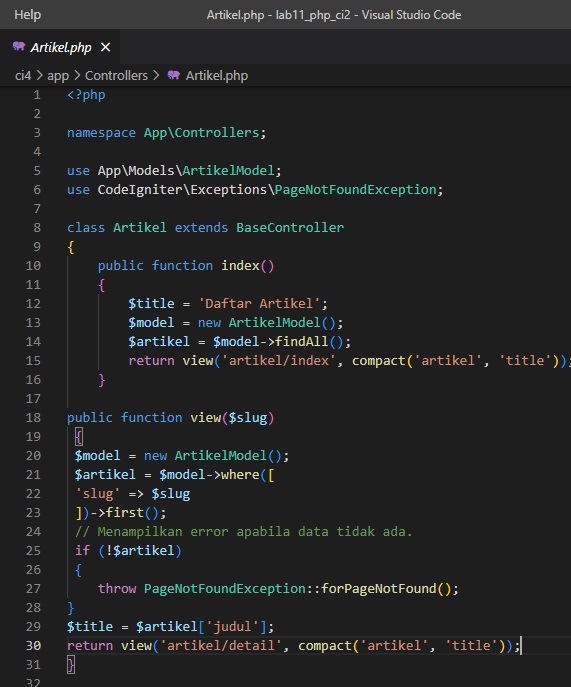 Help
Artikel.php - lab11_php_ci2 - Visual Studio Code
Artikel.php ×
ci4 > app > Controllers > Artikel.php
1 <?php
2
3 namespace App\Controllers;
4
5 use App\Models\ArtikelModel;
6 use CodeIgniter\Exceptions\PageNotFoundException;
7
8 class Artikel extends BaseController
9 {
10     public function index()
11     {
12         $title = 'Daftar Artikel';
13         $model = new ArtikelModel();
14         $artikel = $model->findAll();
15         return view('artikel/index', compact('artikel', 'title'));
16     }
17
18 public function view($slug)
19  {
20  $model = new ArtikelModel();
21  $artikel = $model->where([
22  'slug' => $slug
23  ])->first();
24  // Menampilkan error apabila data tidak ada.
25  if (!$artikel)
26  {
27     throw PageNotFoundException::forPageNotFound();
28 }
29 $title = $artikel['judul'];
30 return view('artikel/detail', compact('artikel', 'title'));
31 }
32